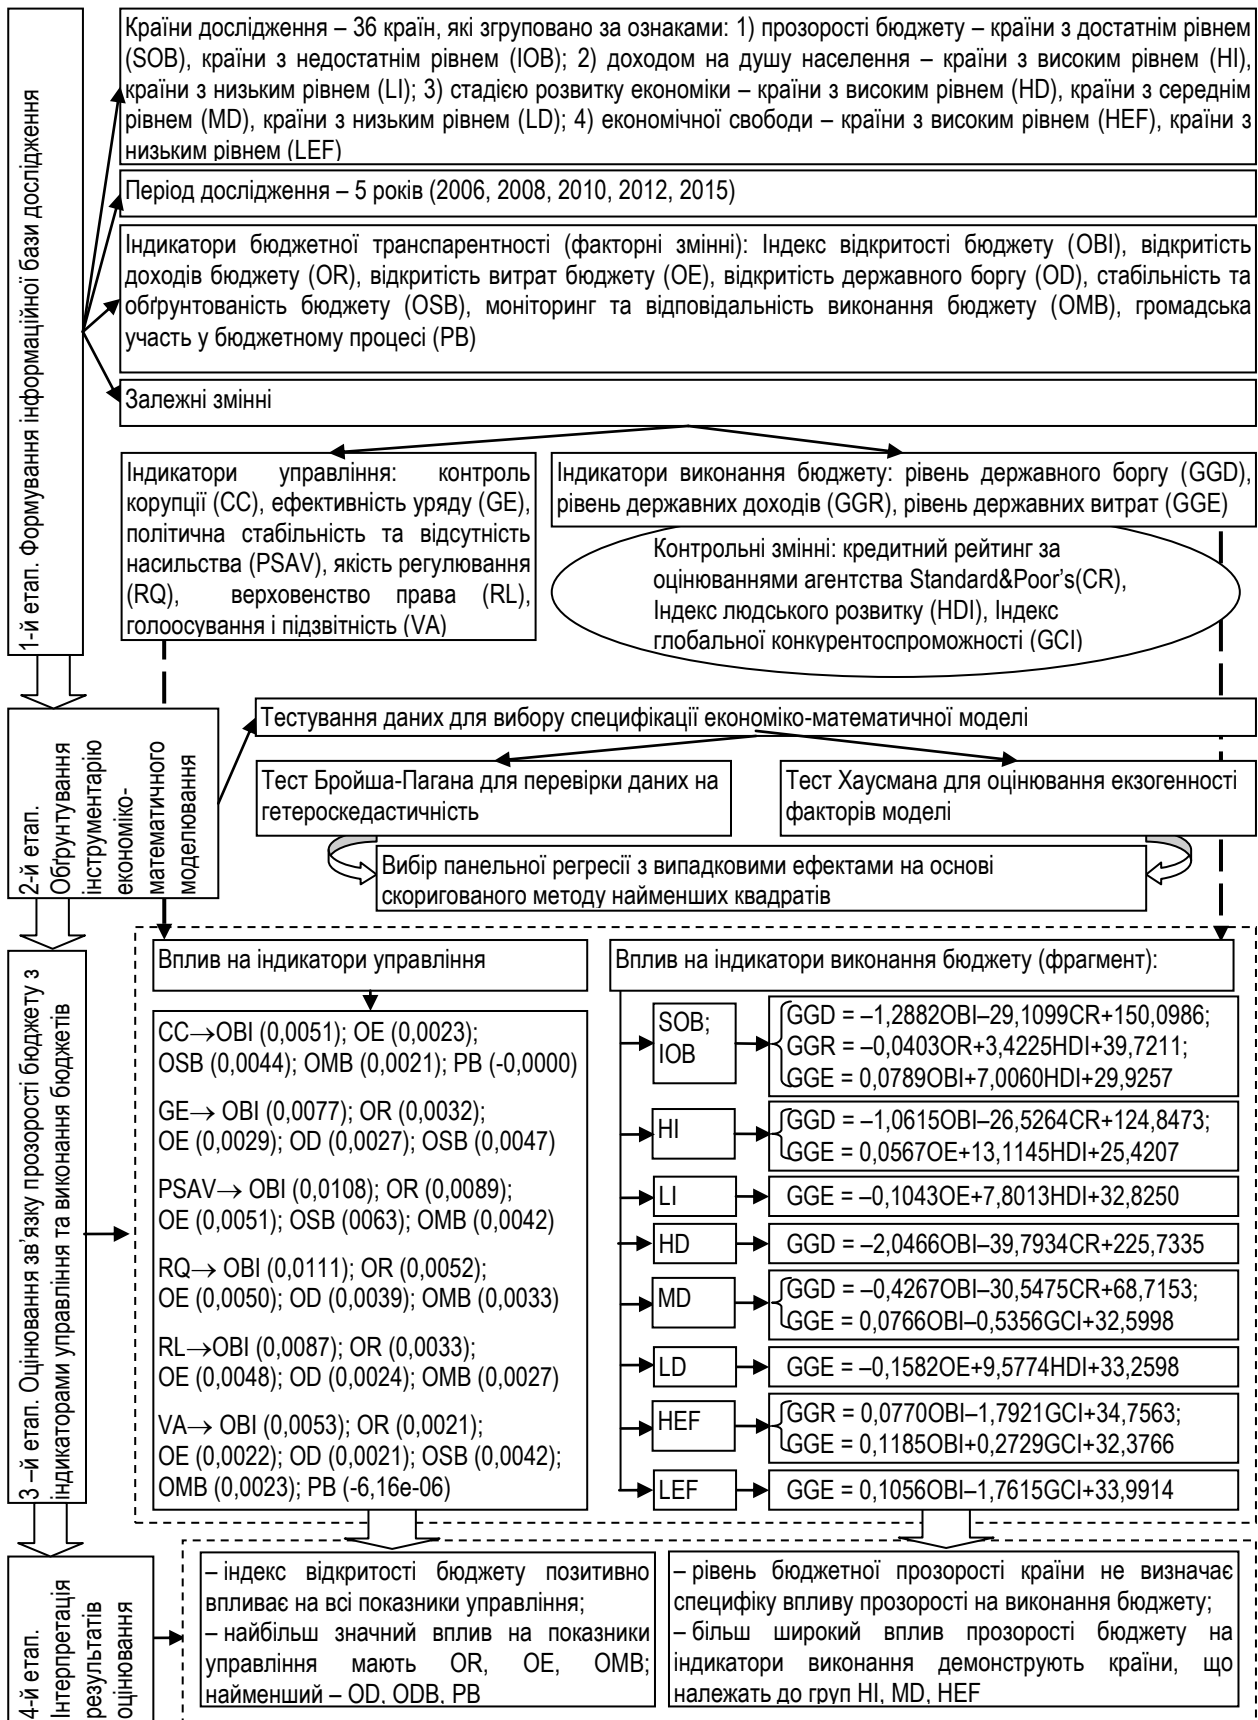 1-й етап. Формування інформаційної бази дослідження
Країни дослідження – 36 країн, які згруповано за ознаками: 1) прозорості бюджету – країни з достатнім рівнем
(SOB), країни з недостатнім рівнем (IOB); 2) доходом на душу населення – країни з високим рівнем (HI),
країни з низьким рівнем (LI); 3) стадією розвитку економіки – країни з високим рівнем (HD), країни з середнім
рівнем (MD), країни з низьким рівнем (LD); 4) економічної свободи – країни з високим рівнем (HEF), країни з
низьким рівнем (LEF)
Період дослідження – 5 років (2006, 2008, 2010, 2012, 2015)
Індикатори бюджетної транспарентності (факторні змінні): Індекс відкритості бюджету (OBI), відкритість
доходів бюджету (OR), відкритість витрат бюджету (OE), відкритість державного боргу (OD), стабільність та
обґрунтованість бюджету (OSB), моніторинг та відповідальність виконання бюджету (OMB), громадська
участь у бюджетному процесі (PB)
Залежні змінні
Індикатори управління: контроль
корупції (CC), ефективність уряду (GE),
політична стабільність та відсутність
насильства (PSAV), якість регулювання
(RQ), верховенство права (RL),
голоосування і підзвітність (VA)
Індикатори виконання бюджету: рівень державного боргу (GGD),
рівень державних доходів (GGR), рівень державних витрат (GGE)
Контрольні змінні: кредитний рейтинг за
оцінюваннями агентства Standard&Poor's(CR),
Індекс людського розвитку (HDI), Індекс
глобальної конкурентоспроможності (GCI)
2-й етап.
Обґрунтування
інструментарію
економіко-
математичного
моделювання
Тестування даних для вибору специфікації економіко-математичної моделі
Тест Бройша-Пагана для перевірки даних на
гетероскедастичність
Тест Хаусмана для оцінювання екзогенності
факторів моделі
Вибір панельної регресії з випадковими ефектами на основі
скоригованого методу найменших квадратів
3 –й етап. Оцінювання зв'язку прозорості бюджету з
індикаторами управління та виконання бюджетів
Вплив на індикатори управління
CC→OBI (0,0051); OE (0,0023);
OSB (0,0044); OMB (0,0021); PB (-0,0000)
GE→ OBI (0,0077); OR (0,0032);
OE (0,0029); OD (0,0027); OSB (0,0047)
PSAV→ OBI (0,0108); OR (0,0089);
OE (0,0051); OSB (0063); OMB (0,0042)
RQ→ OBI (0,0111); OR (0,0052);
OE (0,0050); OD (0,0039); OMB (0,0033)
RL→OBI (0,0087); OR (0,0033);
OE (0,0048); OD (0,0024); OMB (0,0027)
VA→ OBI (0,0053); OR (0,0021);
OE (0,0022); OD (0,0021); OSB (0,0042);
OMB (0,0023); PB (-6,16e-06)
Вплив на індикатори виконання бюджету (фрагмент):
SOB;
IOB
GGD = –1,2882OBI–29,1099CR+150,0986;
GGR = –0,0403OR+3,4225HDI+39,7211;
GGE = 0,0789OBI+7,0060HDI+29,9257
HI
GGD = –1,0615OBI–26,5264CR+124,8473;
GGE = 0,0567OE+13,1145HDI+25,4207
LI
GGE = –0,1043OE+7,8013HDI+32,8250
HD
GGD = –2,0466OBI–39,7934CR+225,7335
MD
GGD = –0,4267OBI–30,5475CR+68,7153;
GGE = 0,0766OBI–0,5356GCI+32,5998
LD
GGE = –0,1582OE+9,5774HDI+33,2598
HEF
GGR = 0,0770OBI–1,7921GCI+34,7563;
GGE = 0,1185OBI+0,2729GCI+32,3766
LEF
GGE = 0,1056OBI–1,7615GCI+33,9914
4-й етап.
Інтерпретація
результатів
оцінювання
– індекс відкритості бюджету позитивно
впливає на всі показники управління;
– найбільш значний вплив на показники
управління мають OR, OE, OMB;
найменший – OD, ODB, PB
– рівень бюджетної прозорості країни не визначає
специфіку впливу прозорості на виконання бюджету;
– більш широкий вплив прозорості бюджету на
індикатори виконання демонструють країни, що
належать до груп HI, MD, HEF